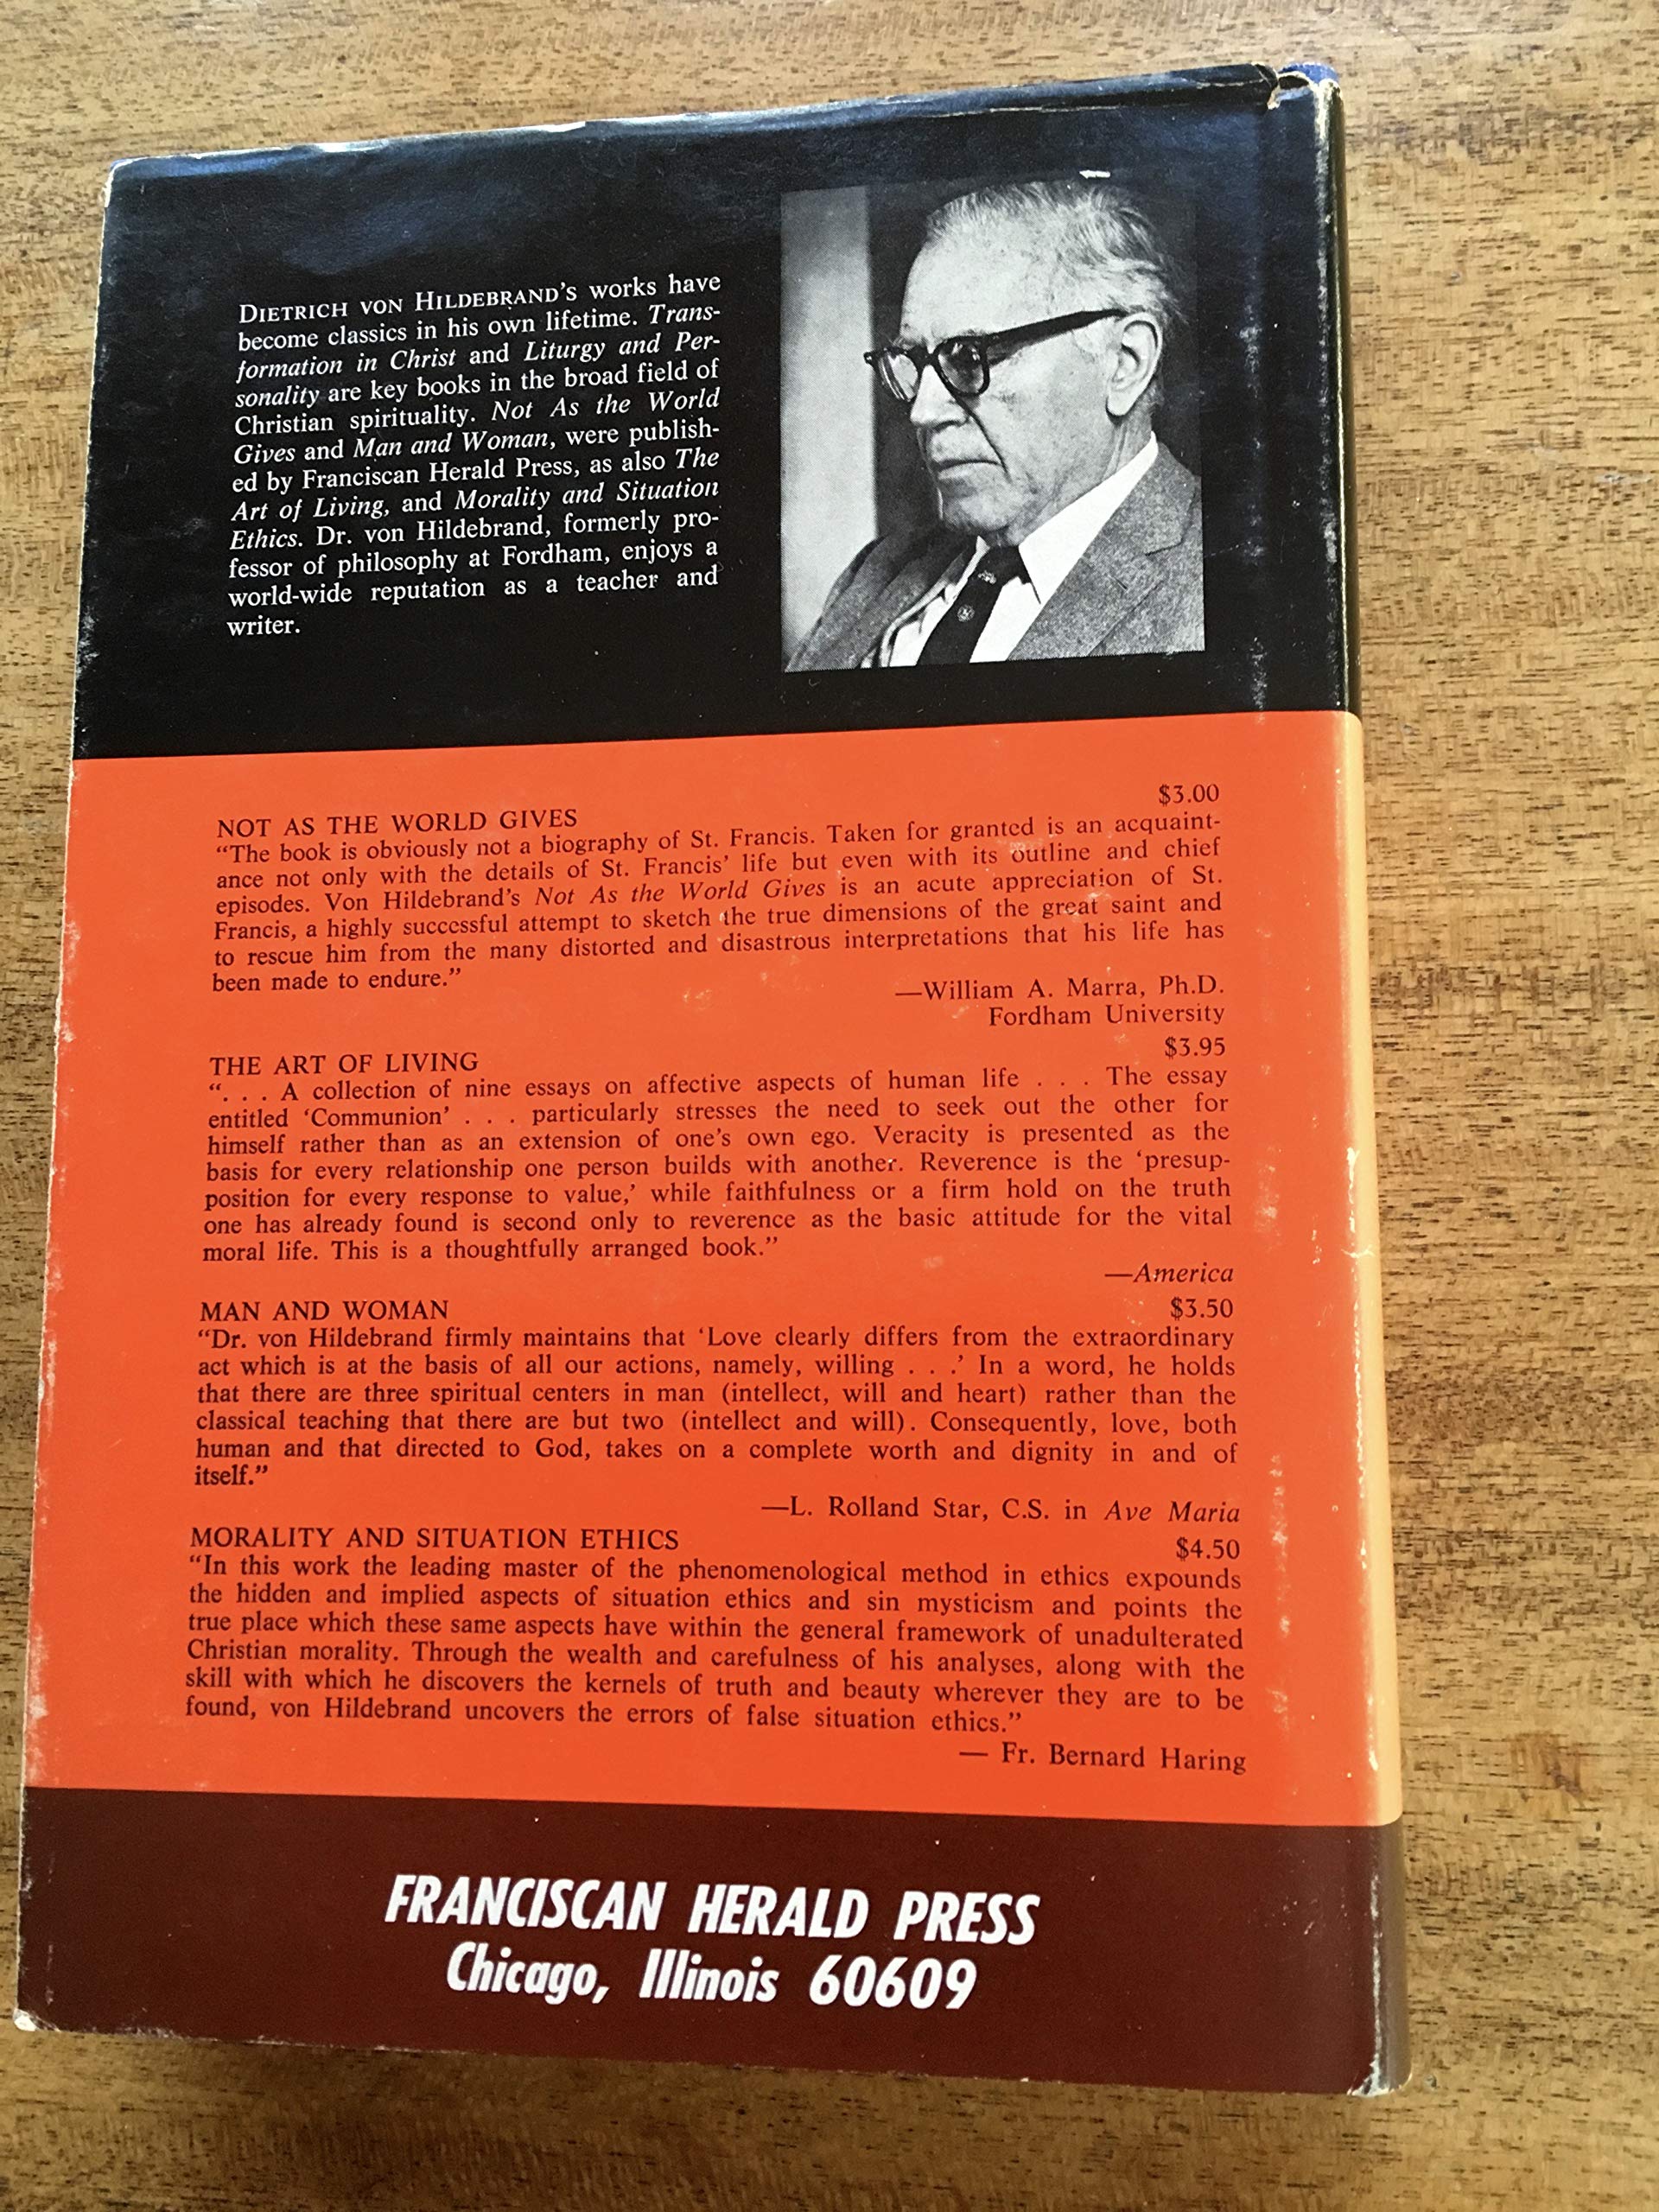 DIETRICH VON HILDEBRAND'S works have
become classics in his own lifetime. Trans-
formation in Christ and Liturgy and Per-
sonality are key books in the broad field of
Christian spirituality. Not As the World
Gives and Man and Woman, were publish-
ed by Franciscan Herald Press, as also The
Art of Living, and Morality and Situation
Ethics. Dr. von Hildebrand, formerly pro-
fessor of philosophy at Fordham, enjoys a
world-wide reputation as a teacher and
writer.
NOT AS THE WORLD GIVES $3.00
“The book is obviously not a biography of St. Francis. Taken for granted is an acquaint-
ance not only with the details of St. Francis’ life but even with its outline and chief
episodes. Von Hildebrand’s Not As the World Gives is an acute appreciation of St.
Francis, a highly successful attempt to sketch the true dimensions of the great saint and
to rescue him from the many distorted and disastrous interpretations that his life has
been made to endure.”
—William A. Marra, Ph.D.
Fordham University
THE ART OF LIVING $3.95
“. . . A collection of nine essays on affective aspects of human life . . . The essay
entitled ‘Communion’ . . . particularly stresses the need to seek out the other for
himself rather than as an extension of one’s own ego. Veracity is presented as the
basis for every relationship one person builds with another. Reverence is the ‘presup-
position for every response to value,’ while faithfulness or a firm hold on the truth
one has already found is second only to reverence as the basic attitude for the vital
moral life. This is a thoughtfully arranged book.”
—America
MAN AND WOMAN $3.50
“Dr. von Hildebrand firmly maintains that ‘Love clearly differs from the extraordinary
act which is at the basis of all our actions, namely, willing . . .’ In a word, he holds
that there are three spiritual centers in man (intellect, will and heart) rather than the
classical teaching that there are but two (intellect and will). Consequently, love, both
human and that directed to God, takes on a complete worth and dignity in and of
itself.”
—L. Rolland Star, C.S. in Ave Maria
MORALITY AND SITUATION ETHICS $4.50
“In this work the leading master of the phenomenological method in ethics expounds
the hidden and implied aspects of situation ethics and sin mysticism and points the
true place which these same aspects have within the general framework of unadulterated
Christian morality. Through the wealth and carefulness of his analyses, along with the
skill with which he discovers the kernels of truth and beauty wherever they are to be
found, von Hildebrand uncovers the errors of false situation ethics.”
— Fr. Bernard Haring
FRANCISCAN HERALD PRESS
Chicago, Illinois 60609